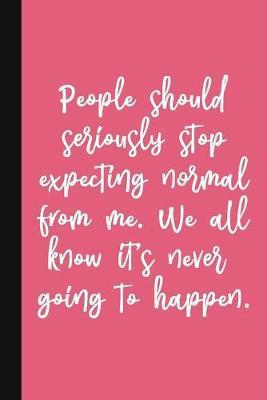 People should
seriously stop
expecting normal
from me. We all
know it's never
going to happen.